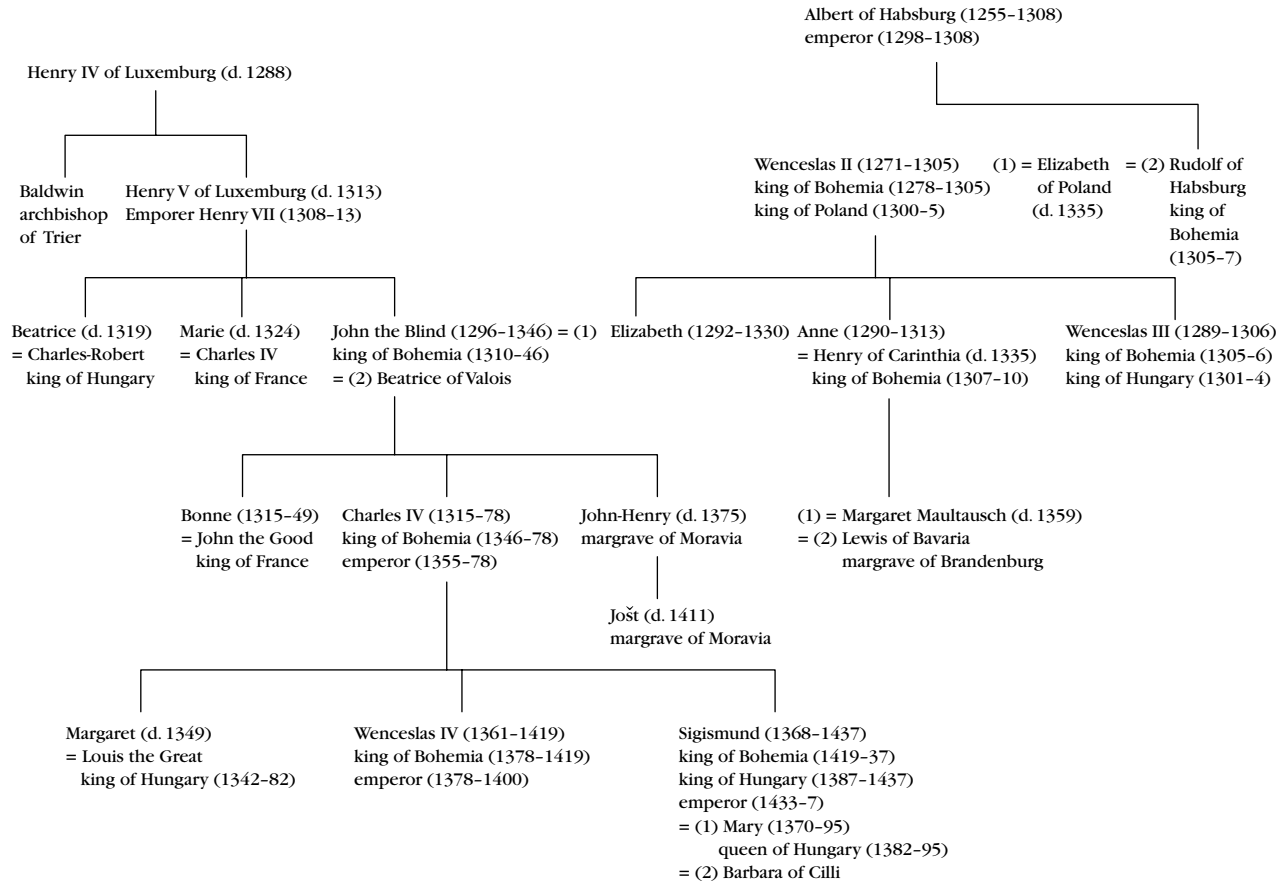 Albert of Habsburg (1255–1308)
emperor (1298–1308)
Henry IV of Luxemburg (d. 1288)
Baldwin
archbishop
of Trier
Henry V of Luxemburg (d. 1313)
Emporer Henry VII (1308–13)
Wenceslas II (1271–1305)
king of Bohemia (1278–1305)
king of Poland (1300–5)
(1) = Elizabeth
of Poland
(d. 1335)
= (2) Rudolf of
Habsburg
king of
Bohemia
(1305–7)
Beatrice (d. 1319)
= Charles-Robert
king of Hungary
Marie (d. 1324)
= Charles IV
king of France
John the Blind (1296–1346) = (1)
king of Bohemia (1310–46)
= (2) Beatrice of Valois
Elizabeth (1292–1330)
Anne (1290–1313)
= Henry of Carinthia (d. 1335)
king of Bohemia (1307–10)
Wenceslas III (1289–1306)
king of Bohemia (1305–6)
king of Hungary (1301–4)
Bonne (1315–49)
= John the Good
king of France
Charles IV (1315–78)
king of Bohemia (1346–78)
emperor (1355–78)
John-Henry (d. 1375)
margrave of Moravia
(1) = Margaret Maultausch (d. 1359)
= (2) Lewis of Bavaria
margrave of Brandenburg
Jošt (d. 1411)
margrave of Moravia
Margaret (d. 1349)
= Louis the Great
king of Hungary (1342–82)
Wenceslas IV (1361–1419)
king of Bohemia (1378–1419)
emperor (1378–1400)
Sigismund (1368–1437)
king of Bohemia (1419–37)
king of Hungary (1387–1437)
emperor (1433–7)
= (1) Mary (1370–95)
queen of Hungary (1382–95)
= (2) Barbara of Cilli